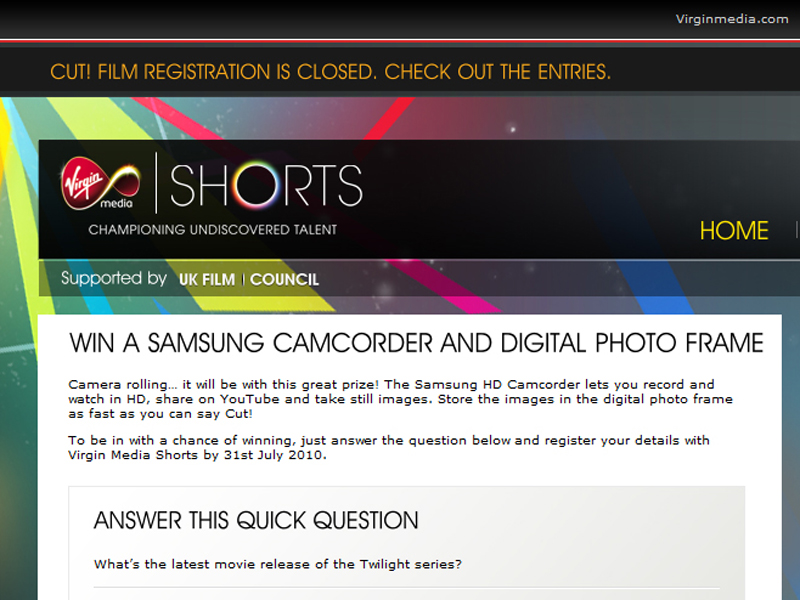 Virginmedia.com
CUT! FILM REGISTRATION IS CLOSED. CHECK OUT THE ENTRIES.
Virgin
media
SHORTS
CHAMPIONING UNDISCOVERED TALENT
HOME
Supported by UK FILM | COUNCIL
WIN A SAMSUNG CAMCORDER AND DIGITAL PHOTO FRAME
Camera rolling... it will be with this great prize! The Samsung HD Camcorder lets you record and
watch in HD, share on YouTube and take still images. Store the images in the digital photo frame
as fast as you can say Cut!
To be in with a chance of winning, just answer the question below and register your details with
Virgin Media Shorts by 31st July 2010.
ANSWER THIS QUICK QUESTION
What’s the latest movie release of the Twilight series?